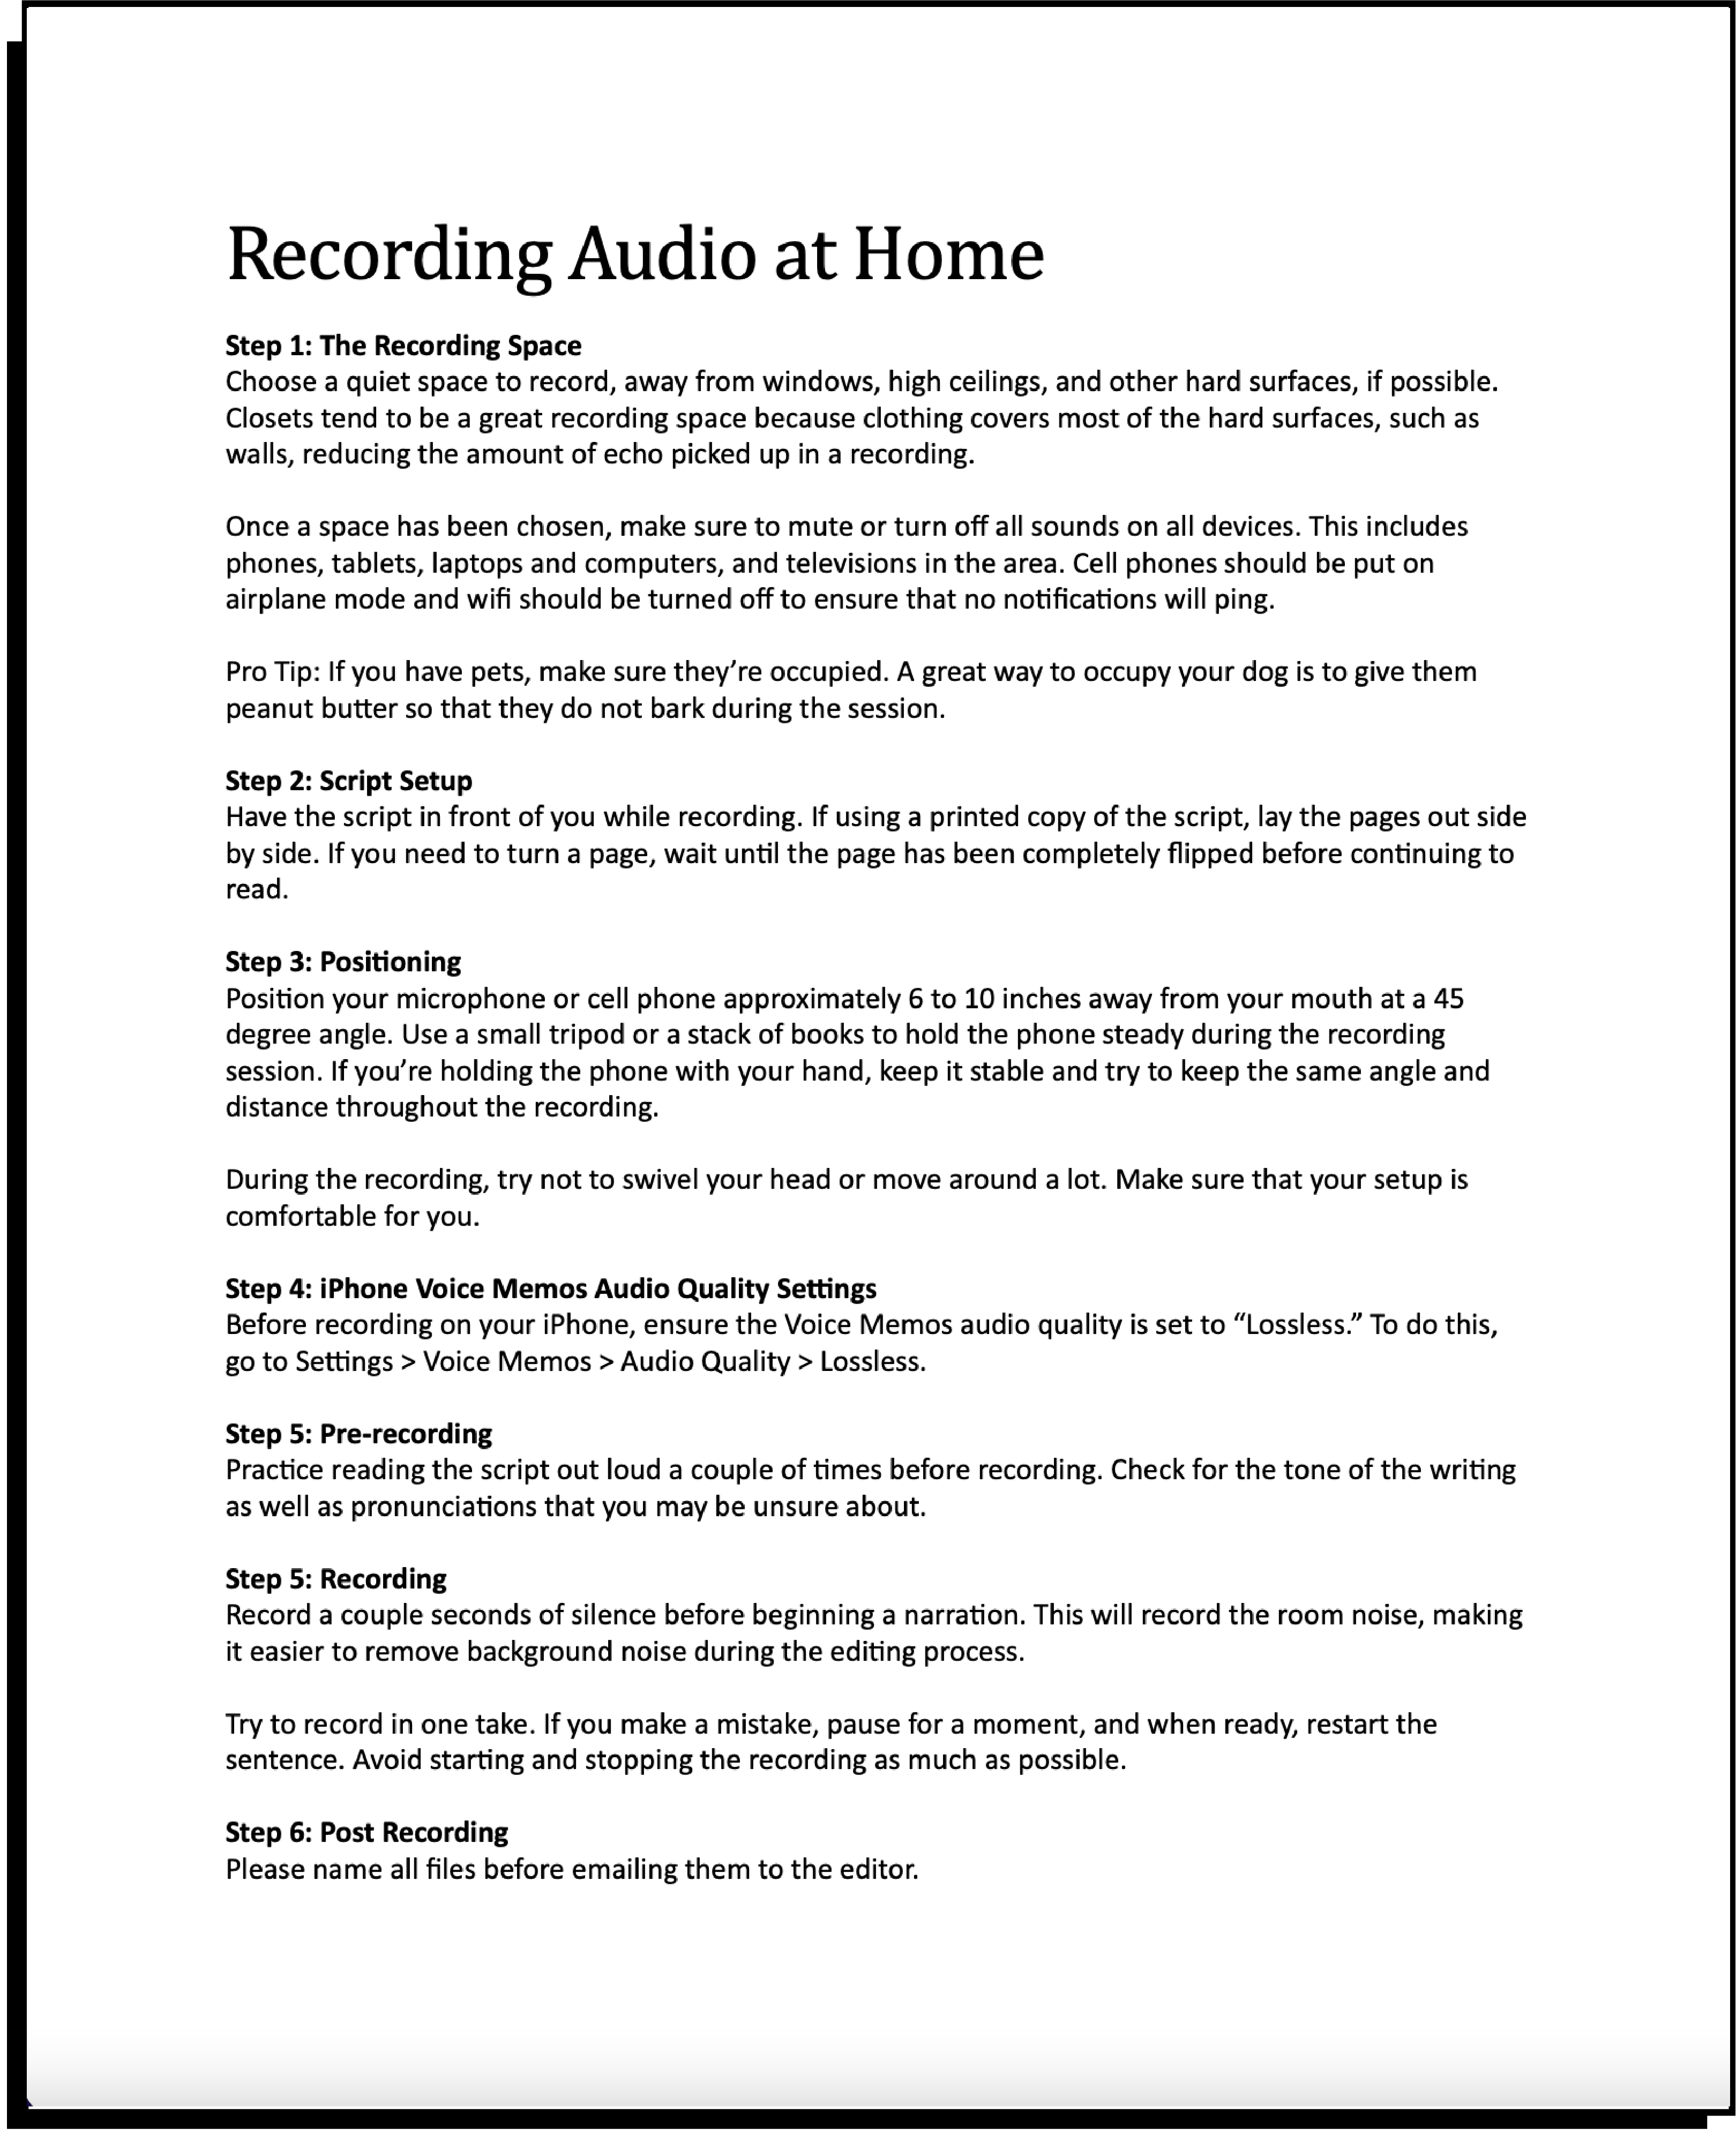 Recording Audio at Home
Step 1: The Recording Space
Choose a quiet space to record, away from windows, high ceilings, and other hard surfaces, if possible.
Closets tend to be a great recording space because clothing covers most of the hard surfaces, such as
walls, reducing the amount of echo picked up in a recording.
Once a space has been chosen, make sure to mute or turn off all sounds on all devices. This includes
phones, tablets, laptops and computers, and televisions in the area. Cell phones should be put on
airplane mode and wifi should be turned off to ensure that no notifications will ping.
Pro Tip: If you have pets, make sure they’re occupied. A great way to occupy your dog is to give them
peanut butter so that they do not bark during the session.
Step 2: Script Setup
Have the script in front of you while recording. If using a printed copy of the script, lay the pages out side
by side. If you need to turn a page, wait until the page has been completely flipped before continuing to
read.
Step 3: Positioning
Position your microphone or cell phone approximately 6 to 10 inches away from your mouth at a 45
degree angle. Use a small tripod or a stack of books to hold the phone steady during the recording
session. If you’re holding the phone with your hand, keep it stable and try to keep the same angle and
distance throughout the recording.
During the recording, try not to swivel your head or move around a lot. Make sure that your setup is
comfortable for you.
Step 4: iPhone Voice Memos Audio Quality Settings
Before recording on your iPhone, ensure the Voice Memos audio quality is set to “Lossless.” To do this,
go to Settings > Voice Memos > Audio Quality > Lossless.
Step 5: Pre-recording
Practice reading the script out loud a couple of times before recording. Check for the tone of the writing
as well as pronunciations that you may be unsure about.
Step 5: Recording
Record a couple seconds of silence before beginning a narration. This will record the room noise, making
it easier to remove background noise during the editing process.
Try to record in one take. If you make a mistake, pause for a moment, and when ready, restart the
sentence. Avoid starting and stopping the recording as much as possible.
Step 6: Post Recording
Please name all files before emailing them to the editor.